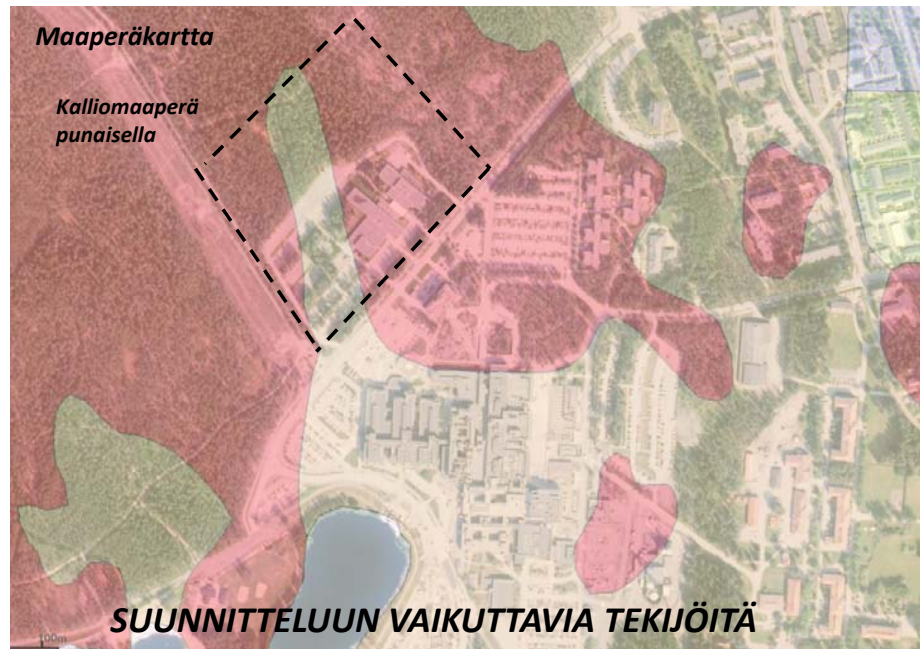 Maaperäkartta
Kalliomaaperä
punaisella
SUUNNITTELUUN VAIKUTTAVIA TEKIJÖITÄ
100m